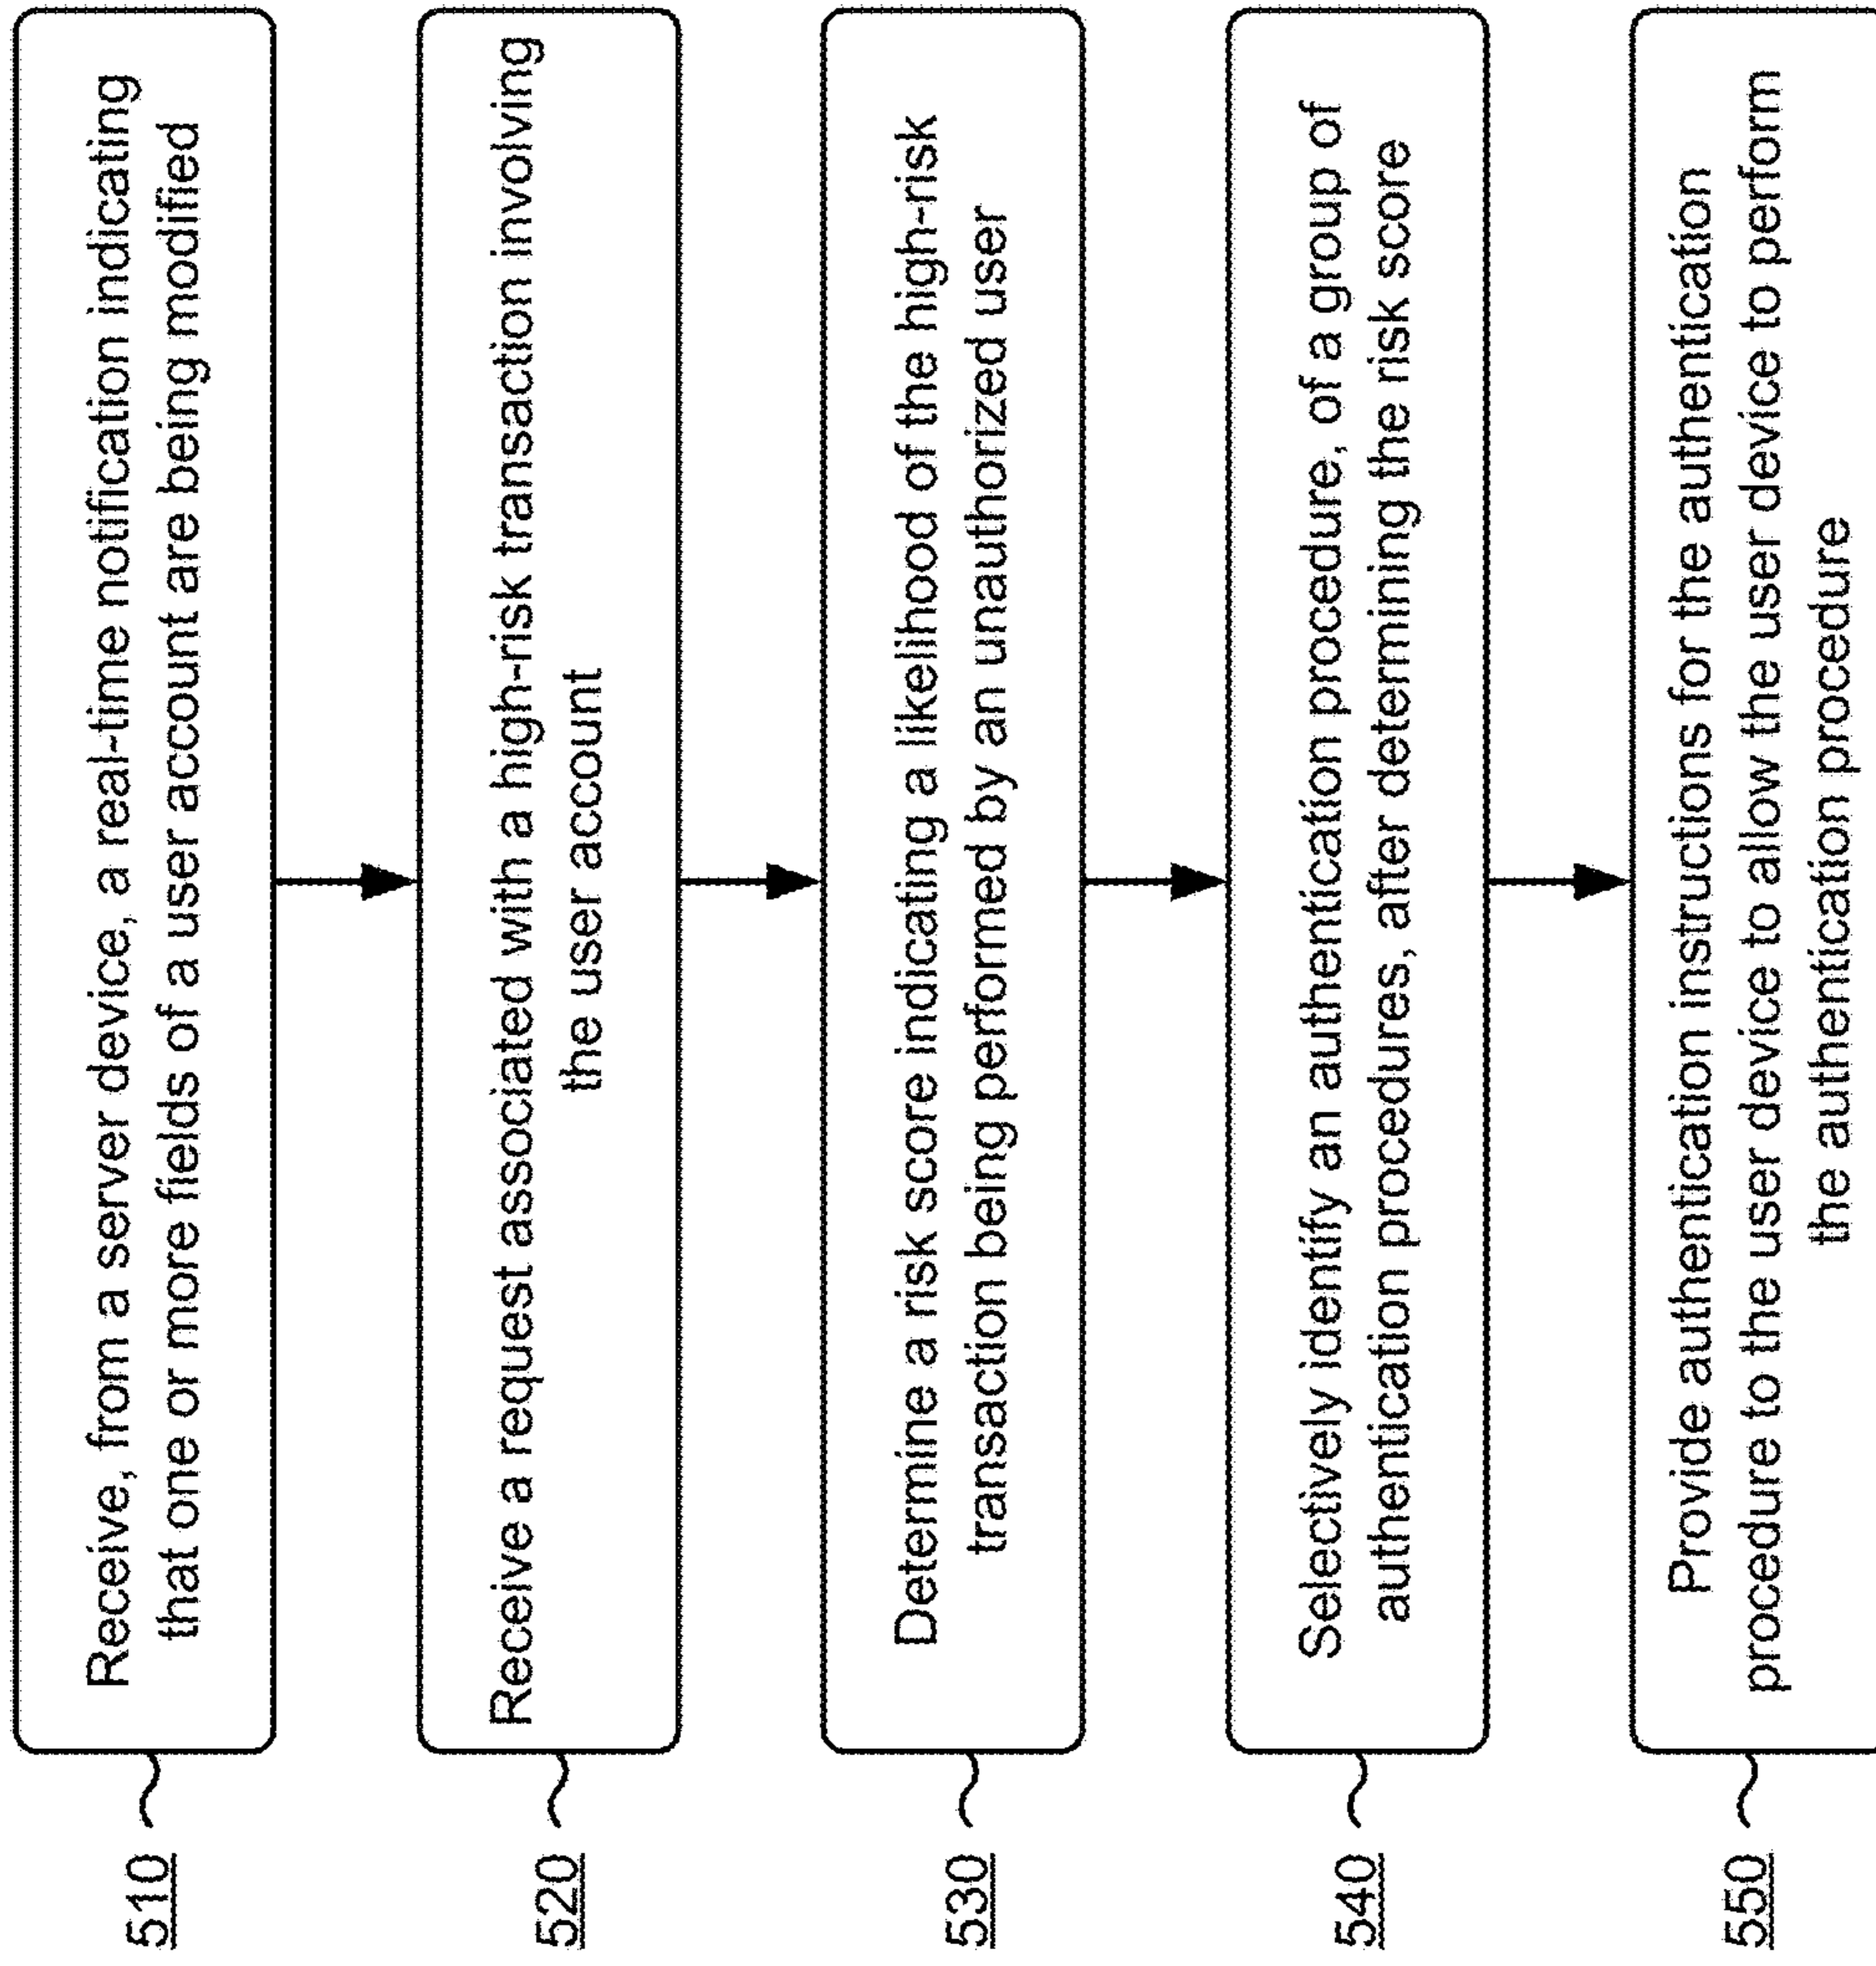 510
Receive, from a server device, a real-time notification indicating
that one or more fields of a user account are being modified
520
Receive a request associated with a high-risk transaction involving
the user account
530
Determine a risk score indicating a likelihood of the high-risk
transaction being performed by an unauthorized user
540
Selectively identify an authentication procedure, of a group of
authentication procedures, after determining the risk score
550
Provide authentication instructions for the authentication
procedure to the user device to allow the user device to perform
the authentication procedure